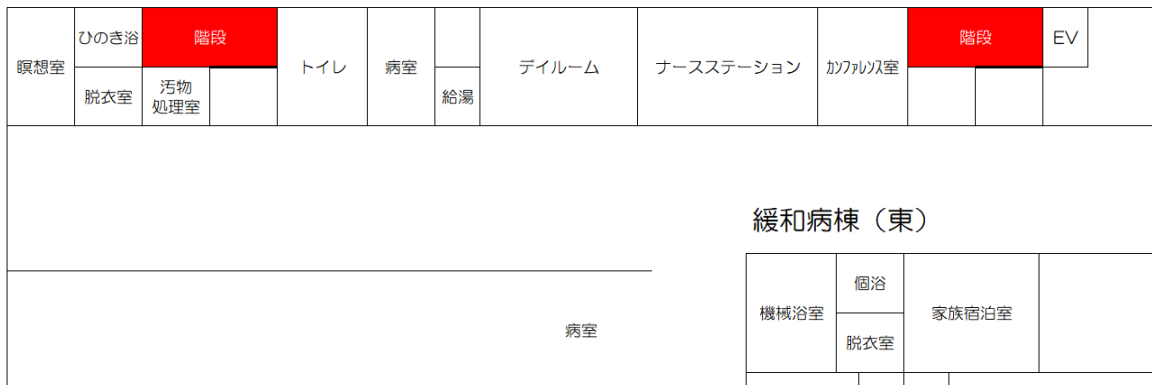 瞑想室
ひのき浴
脱衣室
階段
汚物
処理室
トイレ
病室
給湯
デイルーム
ナースステーション
カンファレンス室
階段
EV
緩和病棟（東）
機械浴室
個浴
脱衣室
家族宿泊室
病室